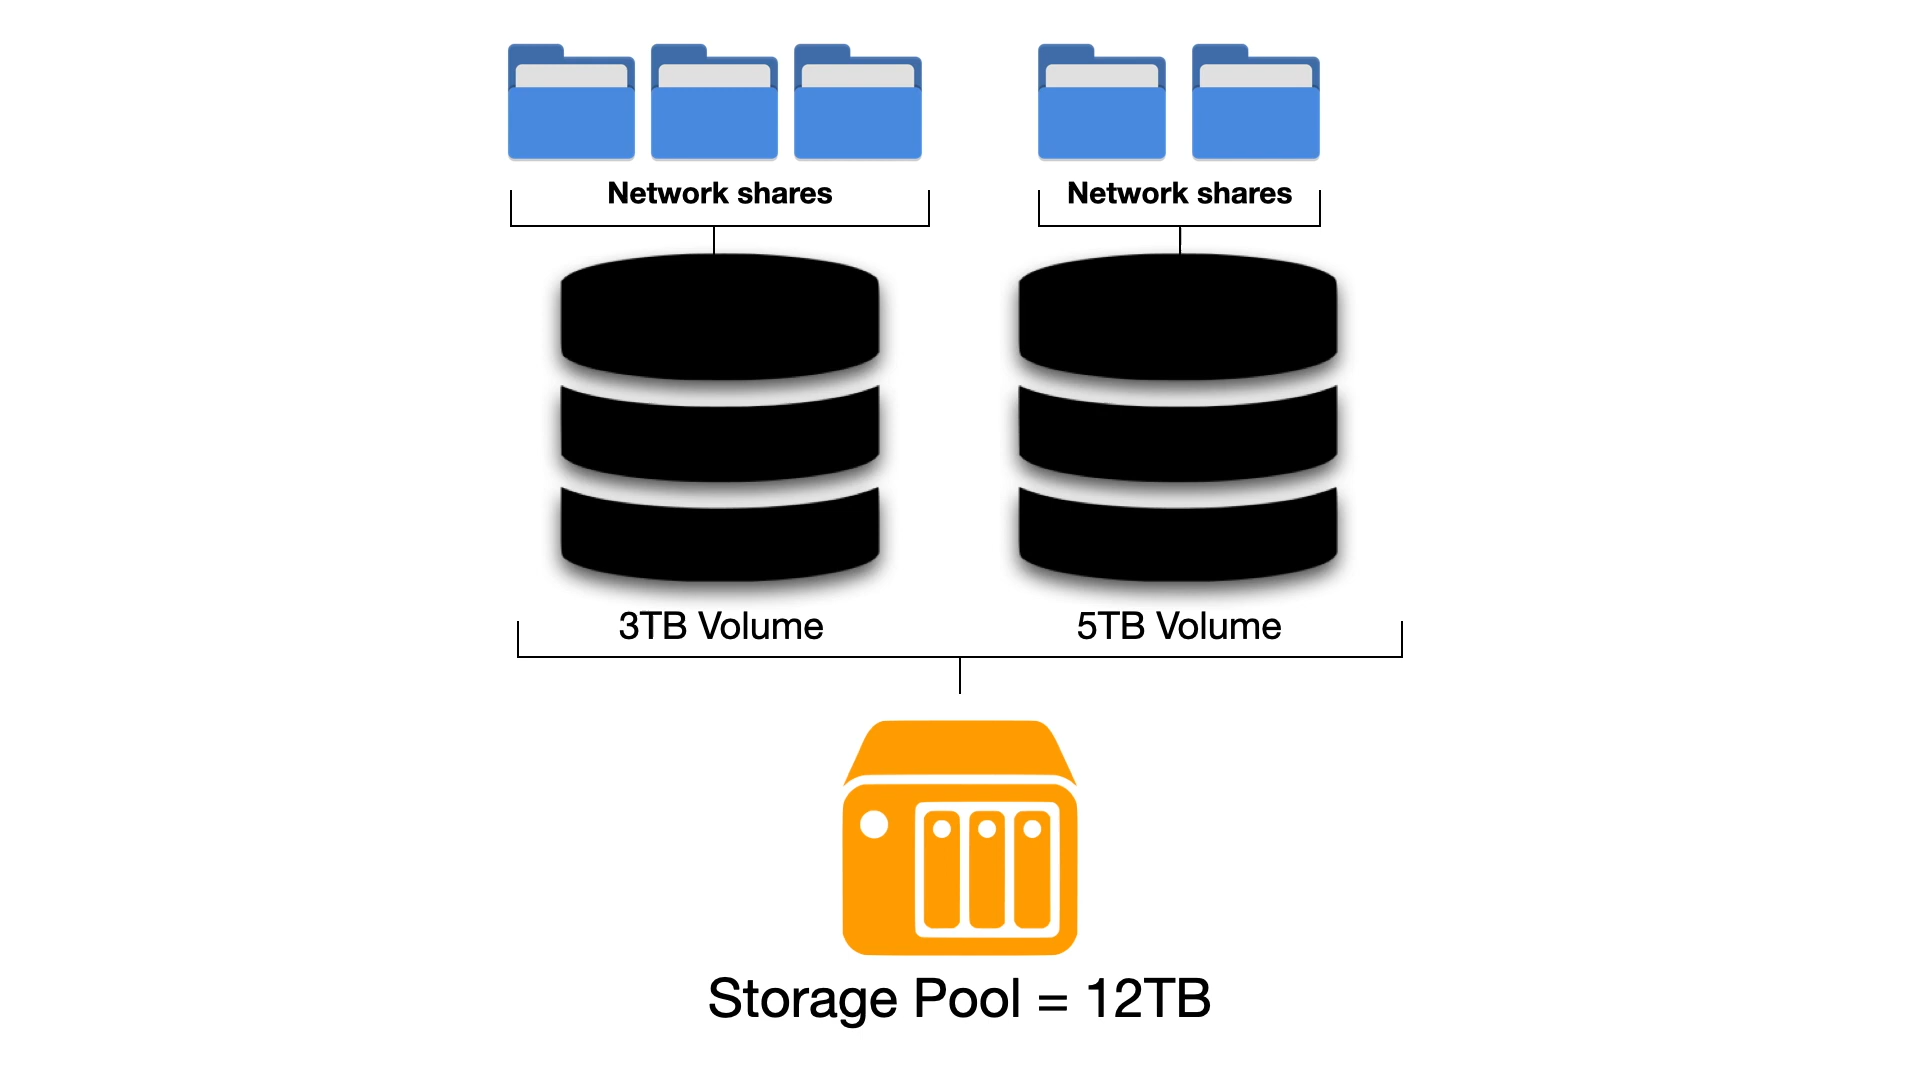 Network shares
Network shares
3TB Volume
5TB Volume
Storage Pool = 12TB